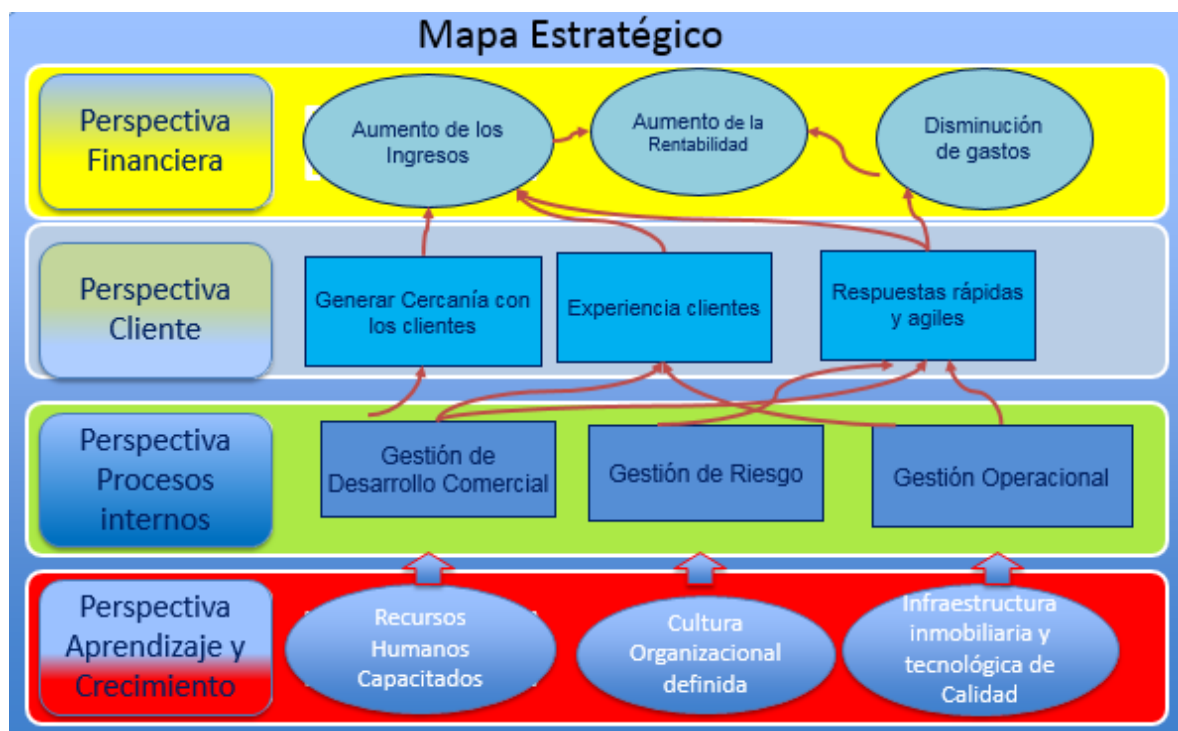 Mapa Estratégico
Perspectiva
Financiera
Aumento de los
Ingresos
Aumento de la
Rentabilidad
Disminución
de gastos
Perspectiva
Cliente
Generar Cercanía con
los clientes
Experiencia clientes
Respuestas rápidas
y agiles
Perspectiva
Procesos
internos
Gestión de
Desarrollo Comercial
Gestión de Riesgo
Gestión Operacional
Perspectiva
Aprendizaje y
Crecimiento
Recursos
Humanos
Capacitados
Cultura
Organizacional
definida
Infraestructura
inmobiliaria y
tecnológica de
Calidad